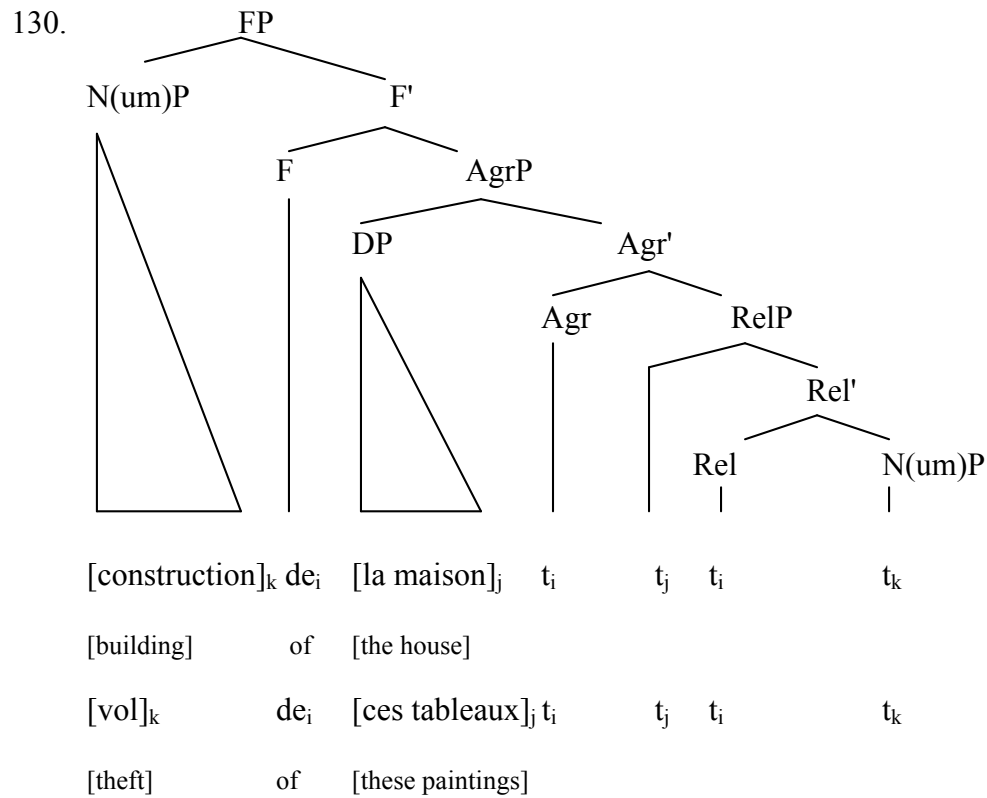 130. FP
N(um)P F'
F AgrP
DP Agr'
Agr RelP
Rel'
Rel N(um)P
[construction]k dei [la maison]j ti tj ti tk
[building] of [the house]
[vol]k dei [ces tableaux]j ti tj ti tk
[theft] of [these paintings]